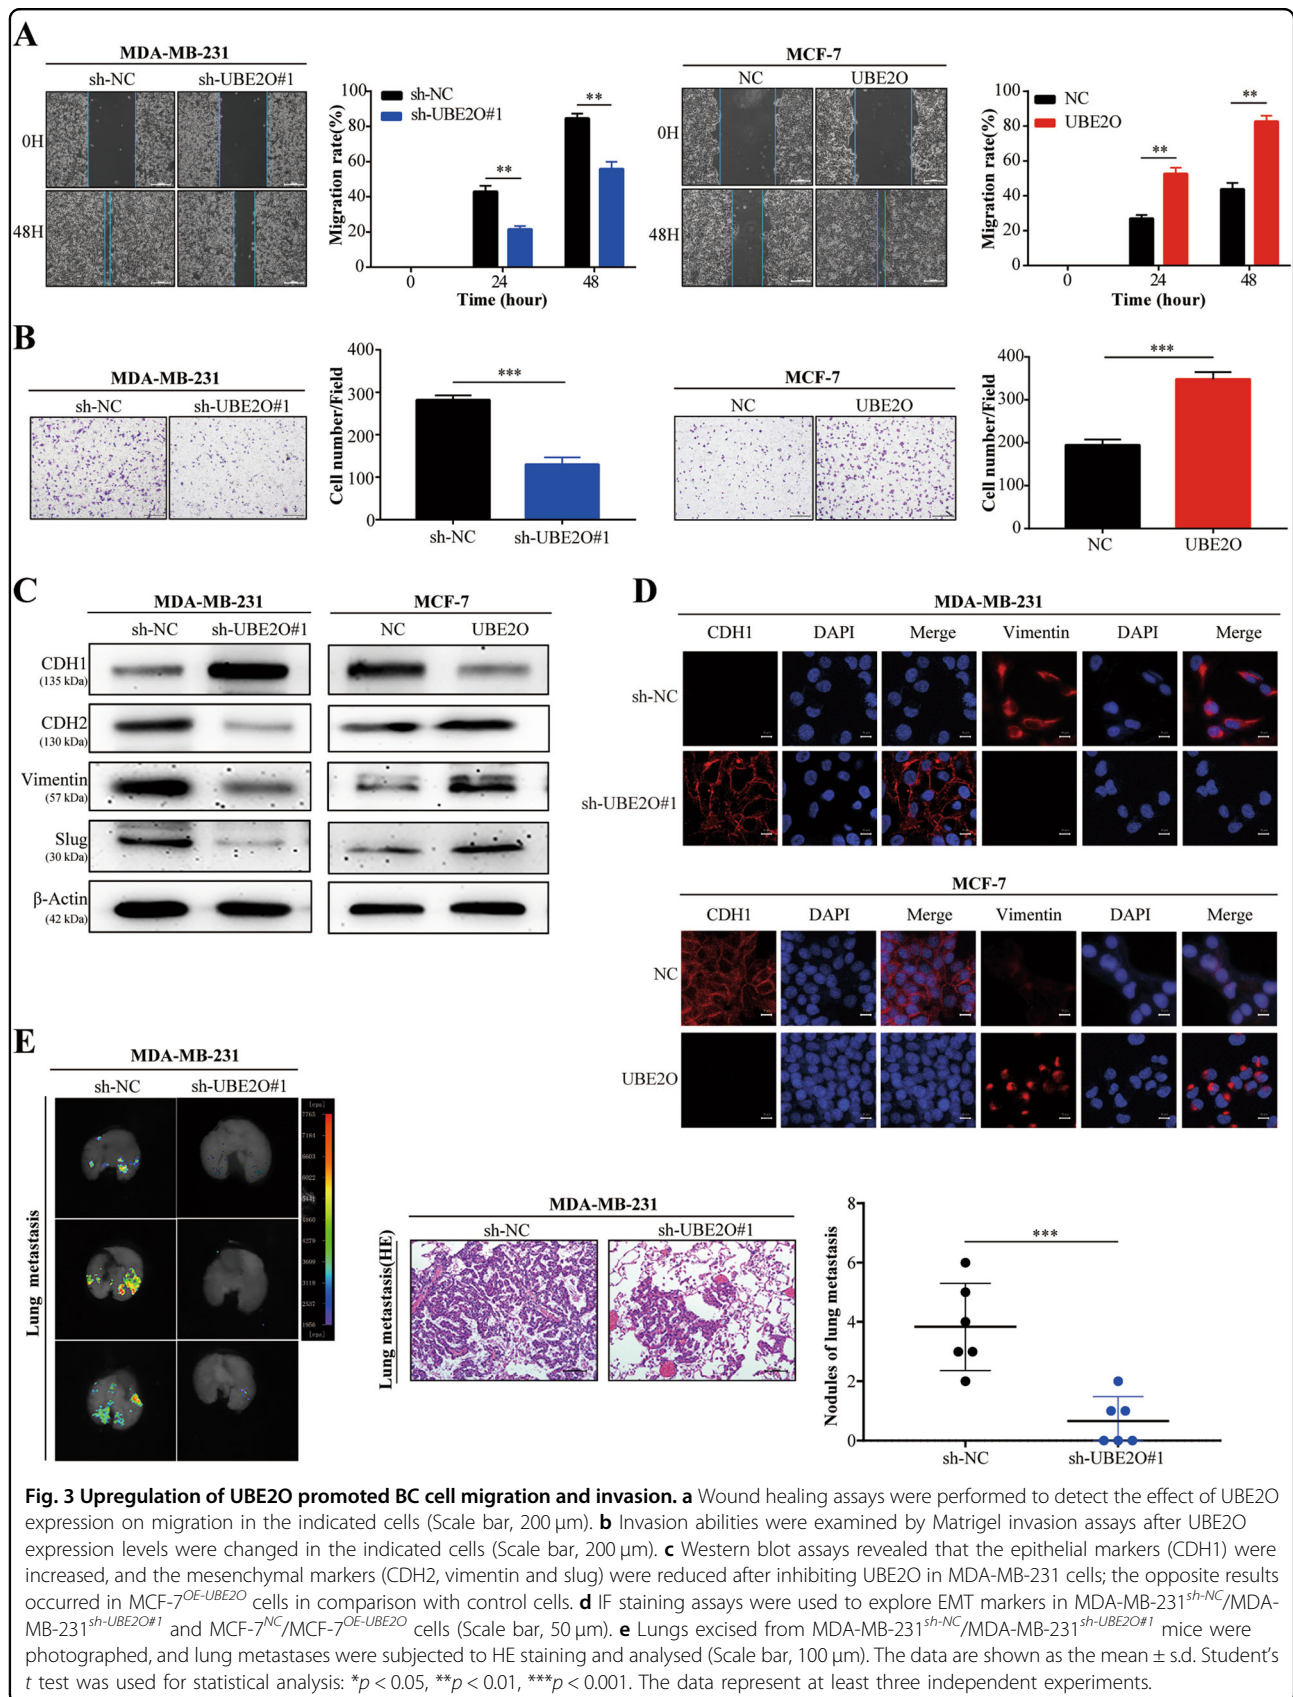 A
MDA-MB-231
sh-NC sh-UBE2O#1
0H
48H
Migration rate(%)
100
80
60
40
20
0
sh-NC
sh-UBE2O#1
**
**
0 24 48
Time (hour)
MCF-7
NC UBE2O
0H
48H
Migration rate(%)
100
80
60
40
20
0
NC
UBE2O
**
**
0 24 48
Time (hour)
B
MDA-MB-231
sh-NC sh-UBE2O#1
Cell number/Field
400
300
200
100
0
***
sh-NC sh-UBE2O#1
MCF-7
NC UBE2O
Cell number/Field
400
300
200
100
0
***
NC UBE2O
C
MDA-MB-231 MCF-7
sh-NC sh-UBE2O#1 NC UBE2O
CDH1
(135 kDa)
CDH2
(130 kDa)
Vimentin
(57 kDa)
Slug
(30 kDa)
β-Actin
(42 kDa)
D
MDA-MB-231
CDH1 DAPI Merge Vimentin DAPI Merge
sh-NC
sh-UBE2O#1
MCF-7
CDH1 DAPI Merge Vimentin DAPI Merge
NC
UBE2O
E
MDA-MB-231
sh-NC sh-UBE2O#1
Lung metastasis
[cps]
7765
7184
6603
6022
5441
4860
4279
3699
3118
2537
1956
[cps]
MDA-MB-231
sh-NC sh-UBE2O#1
Lung metastasis(HE)
Nodules of lung metastasis
8
6
4
2
0
***
sh-NC sh-UBE2O#1
Fig. 3 Upregulation of UBE2O promoted BC cell migration and invasion. a Wound healing assays were performed to detect the effect of UBE2O
expression on migration in the indicated cells (Scale bar, 200 μm). b Invasion abilities were examined by Matrigel invasion assays after UBE2O
expression levels were changed in the indicated cells (Scale bar, 200 μm). c Western blot assays revealed that the epithelial markers (CDH1) were
increased, and the mesenchymal markers (CDH2, vimentin and slug) were reduced after inhibiting UBE2O in MDA-MB-231 cells; the opposite results
occurred in MCF-7OE-UBE2O cells in comparison with control cells. d IF staining assays were used to explore EMT markers in MDA-MB-231sh-NC/MDA-
MB-231sh-UBE2O#1 and MCF-7NC/MCF-7OE-UBE2O cells (Scale bar, 50 μm). e Lungs excised from MDA-MB-231sh-NC/MDA-MB-231sh-UBE2O#1 mice were
photographed, and lung metastases were subjected to HE staining and analysed (Scale bar, 100 μm). The data are shown as the mean ± s.d. Student's
t test was used for statistical analysis: *p < 0.05, **p < 0.01, ***p < 0.001. The data represent at least three independent experiments.